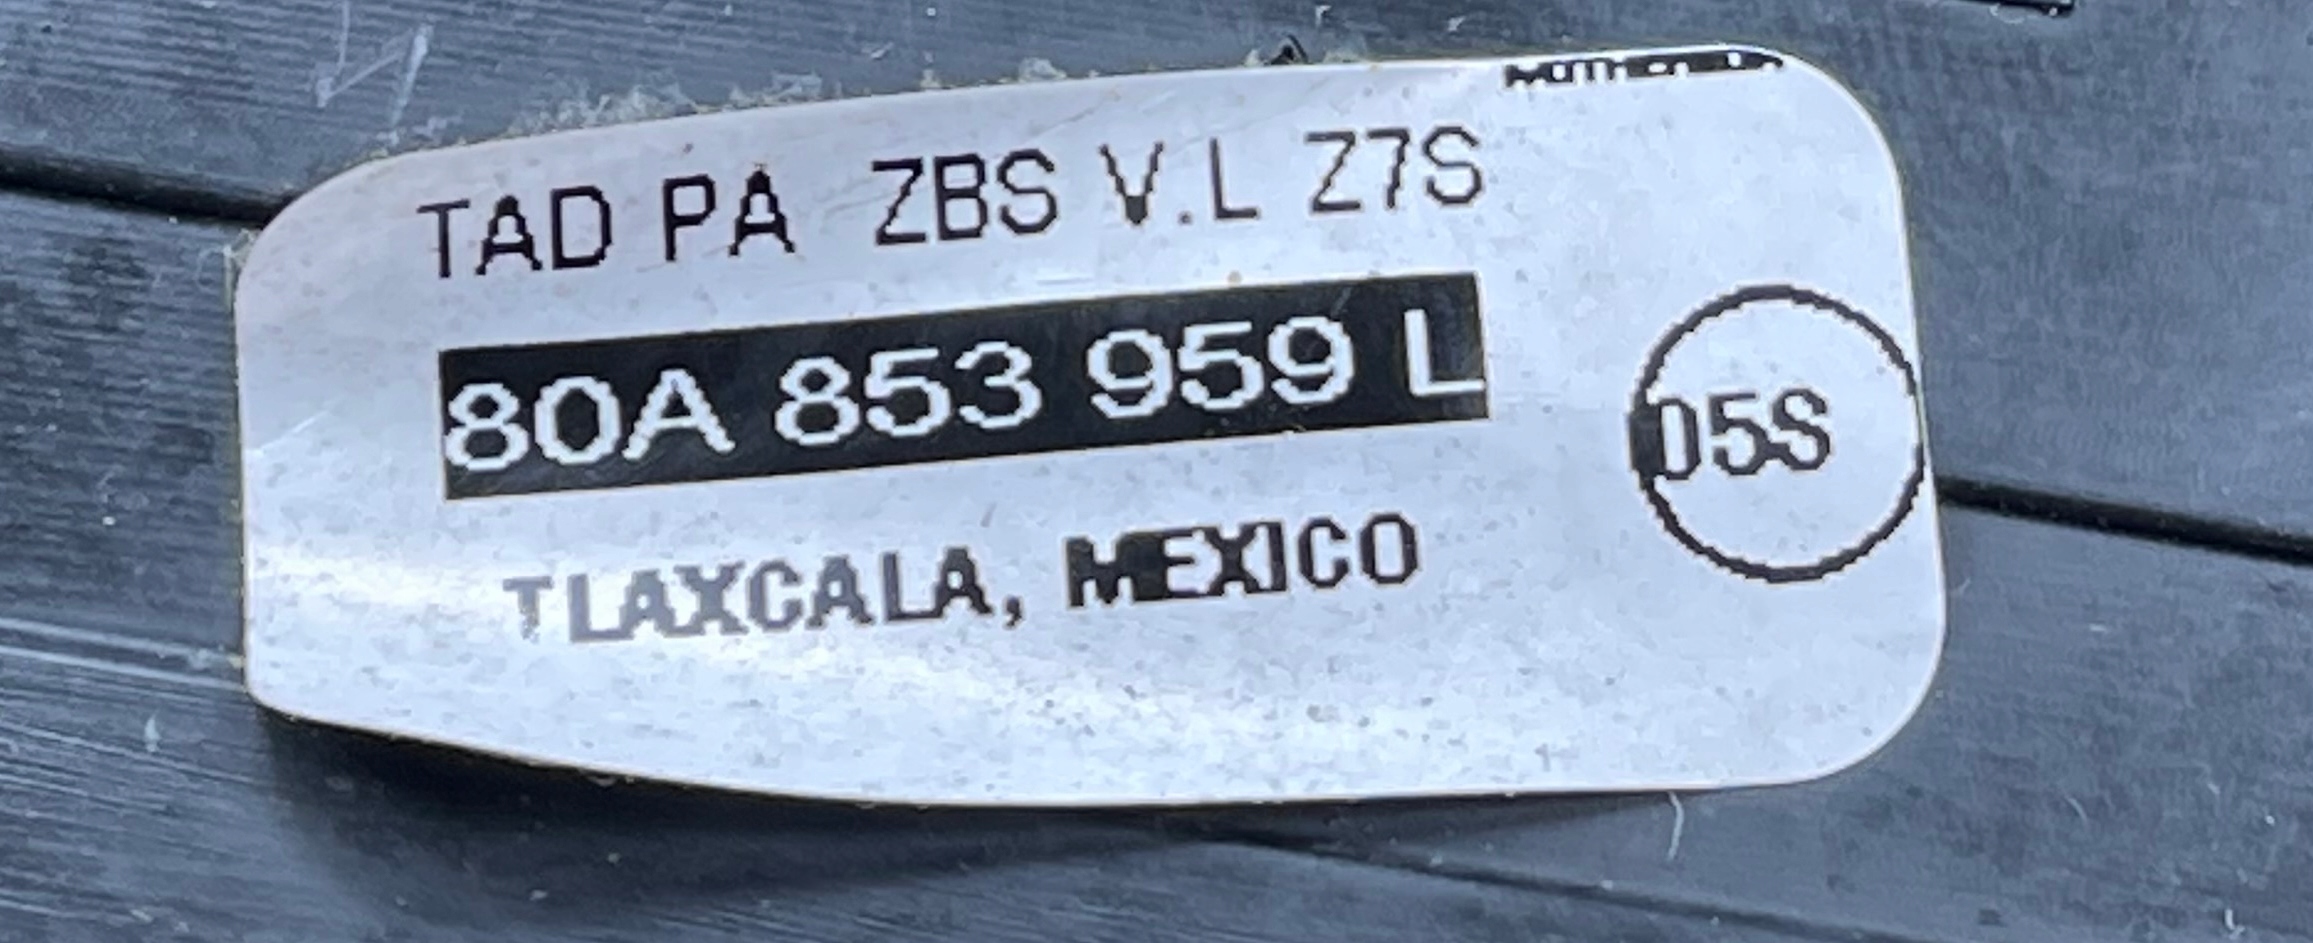 TAD PA ZBS V.L Z7S
80A 853 959 L
05S
TLAXCALA, MEXICO